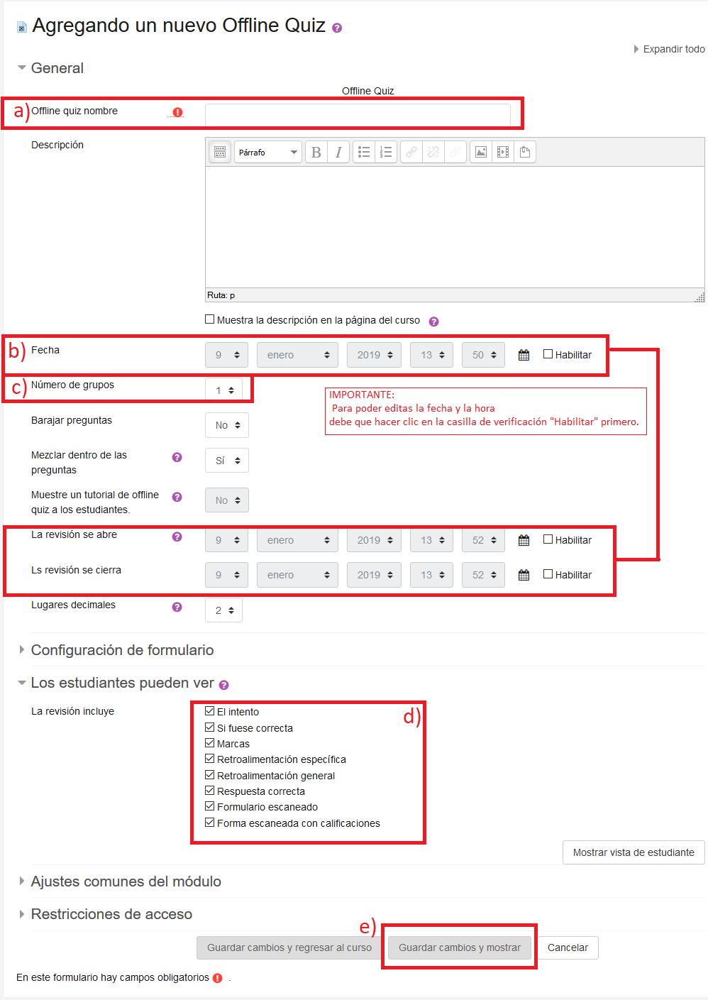 Agregando un nuevo Offline Quiz ?
Expandir todo
General
Offline Quiz
a) Offline quiz nombre !
Descripción
Párrafo B I
Ruta: p
Muestra la descripción en la página del curso ?
b) Fecha 9 enero 2019 13 50 Habilitar
c) Número de grupos 1
IMPORTANTE:
Para poder editas la fecha y la hora
debe que hacer clic en la casilla de verificación "Habilitar" primero.
Barajar preguntas No
Mezclar dentro de las
preguntas ? Sí
Muestre un tutorial de offline
quiz a los estudiantes. ? No
La revisión se abre ? 9 enero 2019 13 52 Habilitar
Ls revisión se cierra 9 enero 2019 13 52 Habilitar
Lugares decimales ? 2
Configuración de formulario
Los estudiantes pueden ver ?
La revisión incluye El intento
d)
Si fuese correcta
Marcas
Retroalimentación específica
Retroalimentación general
Respuesta correcta
Formulario escaneado
Forma escaneada con calificaciones
Mostrar vista de estudiante
Ajustes comunes del módulo
Restricciones de acceso
e)
Guardar cambios y regresar al curso Guardar cambios y mostrar Cancelar
En este formulario hay campos obligatorios ! .